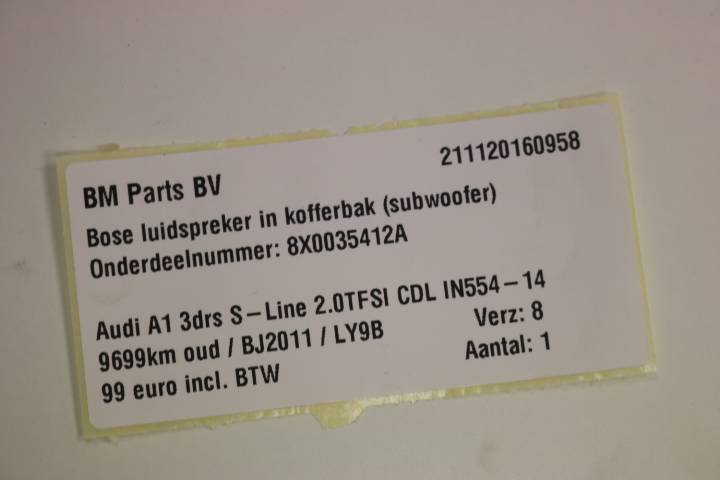 BM Parts BV 211120160958
Bose luidspreker in kofferbak (subwoofer)
Onderdeelnummer: 8X0035412A
Audi A1 3drs S-Line 2.0TFSI CDL IN554-14
9699km oud / BJ2011 / LY9B Verz: 8
99 euro incl. BTW Aantal: 1